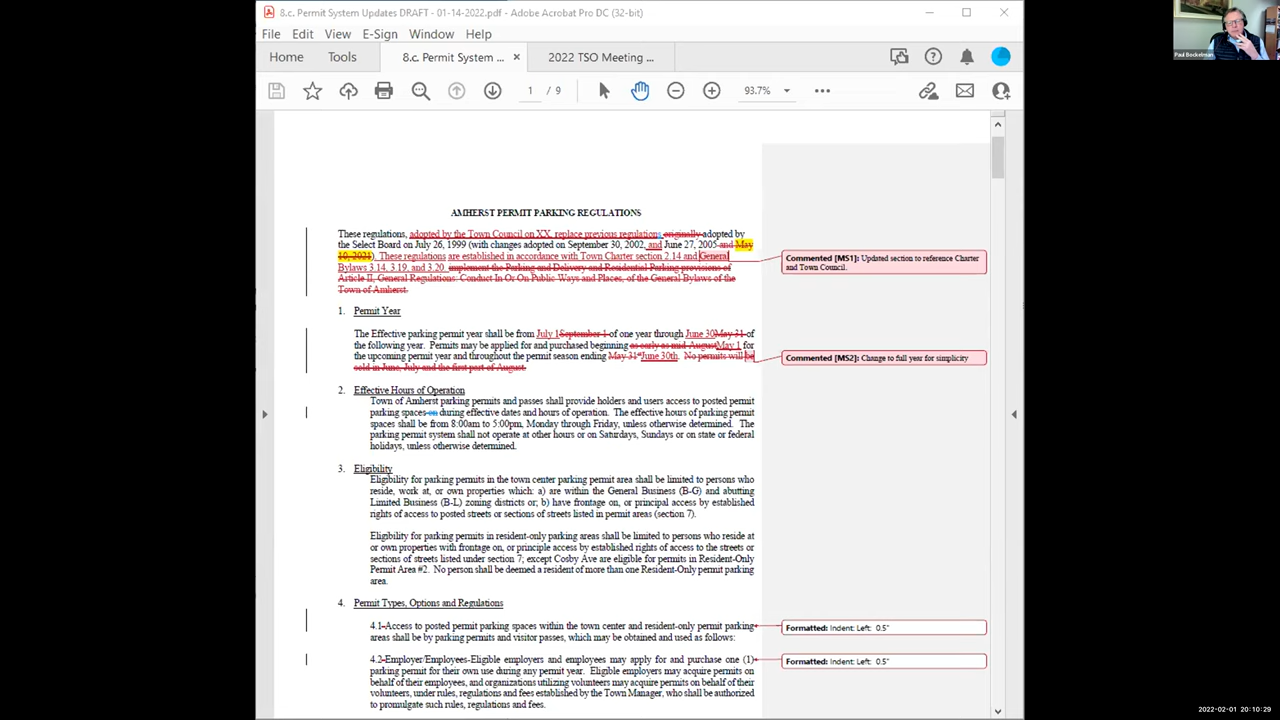 8.c. Permit System Updates DRAFT - 01-14-2022.pdf - Adobe Acrobat Pro DC (32-bit)
File Edit View E-Sign Window Help
Home Tools 8.c. Permit System ... × 2022 TSO Meeting ...
1 / 9 93.7%
Paul Bockelman
AMHERST PERMIT PARKING REGULATIONS
These regulations, adopted by the Town Council on XX, replace previous regulations originally adopted by
the Select Board on July 26, 1999 (with changes adopted on September 30, 2002, and June 27, 2005 and May
10, 2021). These regulations are established in accordance with Town Charter section 2.14 and General
Bylaws 3.14, 3.19, and 3.20. implement the Parking and Delivery and Residential Parking provisions of
Article II, General Regulations: Conduct In Or On Public Ways and Places, of the General Bylaws of the
Town of Amherst.
Commented [MS1]: Updated section to reference Charter
and Town Council.
1. Permit Year
The Effective parking permit year shall be from July 1September 1 of one year through June 30May 31 of
the following year. Permits may be applied for and purchased beginning as early as mid-AugustMay 1 for
the upcoming permit year and throughout the permit season ending May 31stJune 30th. No permits will be
sold in June, July and the first part of August.
Commented [MS2]: Change to full year for simplicity
2. Effective Hours of Operation
Town of Amherst parking permits and passes shall provide holders and users access to posted permit
parking spaces on during effective dates and hours of operation. The effective hours of parking permit
spaces shall be from 8:00am to 5:00pm, Monday through Friday, unless otherwise determined. The
parking permit system shall not operate at other hours or on Saturdays, Sundays or on state or federal
holidays, unless otherwise determined.
3. Eligibility
Eligibility for parking permits in the town center parking permit area shall be limited to persons who
reside, work at, or own properties which: a) are within the General Business (B-G) and abutting
Limited Business (B-L) zoning districts or; b) have frontage on, or principal access by established
rights of access to posted streets or sections of streets listed in permit areas (section 7).
Eligibility for parking permits in resident-only parking areas shall be limited to persons who reside at
or own properties with frontage on, or principle access by established rights of access to the streets or
sections of streets listed under section 7; except Cosby Ave are eligible for permits in Resident-Only
Permit Area #2. No person shall be deemed a resident of more than one Resident-Only permit parking
area.
4. Permit Types, Options and Regulations
4.1-Access to posted permit parking spaces within the town center and resident-only permit parking
areas shall be by parking permits and visitor passes, which may be obtained and used as follows:
Formatted: Indent: Left: 0.5"
4.2-Employer/Employees-Eligible employers and employees may apply for and purchase one (1)
parking permit for their own use during any permit year. Eligible employers may acquire permits on
behalf of their employees, and organizations utilizing volunteers may acquire permits on behalf of their
volunteers, under rules, regulations and fees established by the Town Manager, who shall be authorized
to promulgate such rules, regulations and fees.
Formatted: Indent: Left: 0.5"
2022-02-01 20:10:29